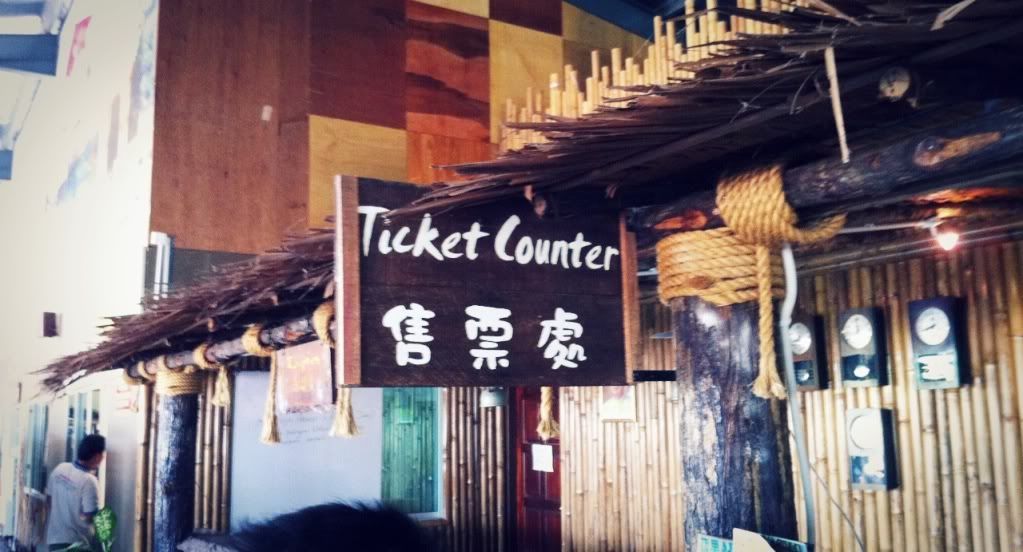 Ticket Counter
售票處